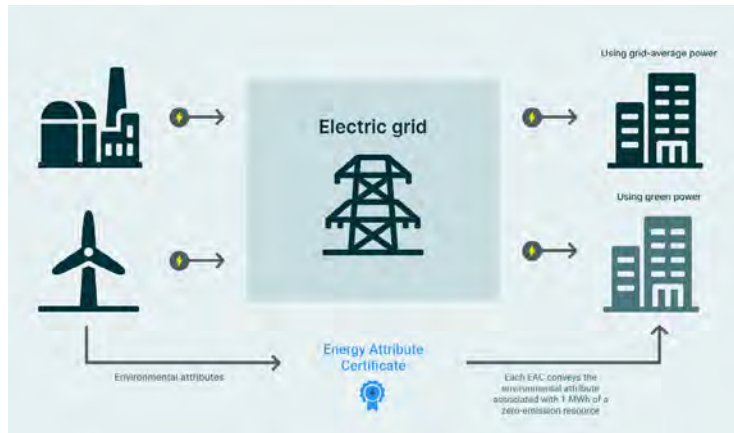 Using grid-average power
Electric grid
Using green power
Energy Attribute
Certificate
Environmental attributes
Each EAC conveys the
environmental attribute
associated with 1 MWh of a
zero-emission resource